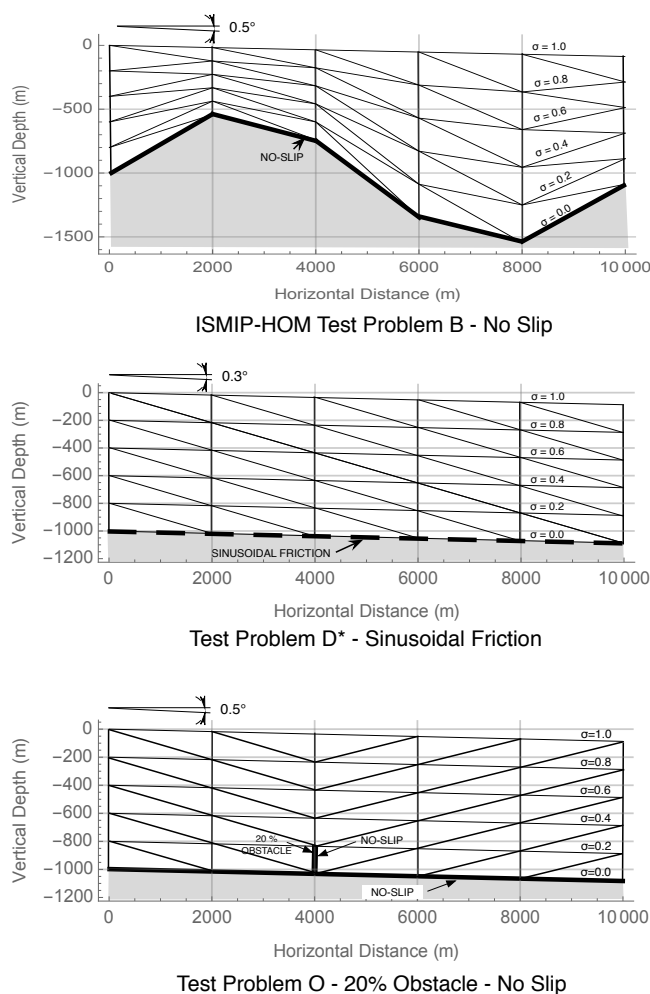 0.5°
0
−500
−1000
−1500
Vertical Depth (m)
σ = 1.0
σ = 0.8
σ = 0.6
σ = 0.4
σ = 0.2
σ = 0.0
NO-SLIP
0 2000 4000 6000 8000 10 000
Horizontal Distance (m)
ISMIP-HOM Test Problem B - No Slip
0.3°
0
−200
−400
−600
−800
−1000
−1200
Vertical Depth (m)
σ = 1.0
σ = 0.8
σ = 0.6
σ = 0.4
σ = 0.2
σ = 0.0
SINUSOIDAL FRICTION
0 2000 4000 6000 8000 10 000
Horizontal Distance (m)
Test Problem D* - Sinusoidal Friction
0.5°
0
−200
−400
−600
−800
−1000
−1200
Vertical Depth (m)
σ=1.0
σ=0.8
σ=0.6
σ=0.4
σ=0.2
σ=0.0
20 %
OBSTACLE
NO-SLIP
NO-SLIP
0 2000 4000 6000 8000 10 000
Horizontal Distance (m)
Test Problem O - 20% Obstacle - No Slip